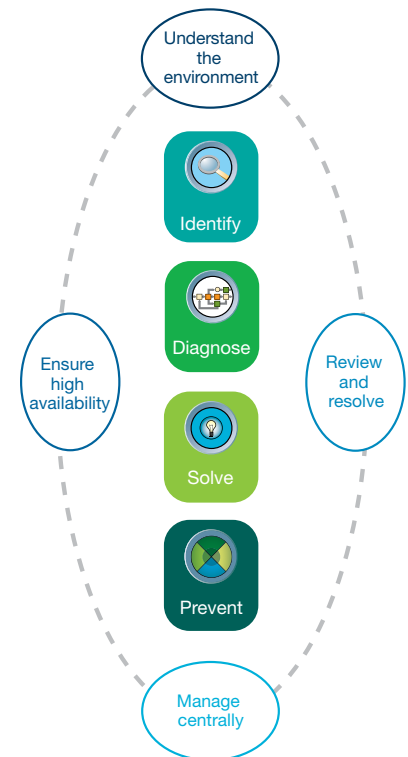 Understand
the
environment
Identify
Diagnose
Ensure
high
availability
Review
and
resolve
Solve
Prevent
Manage
centrally